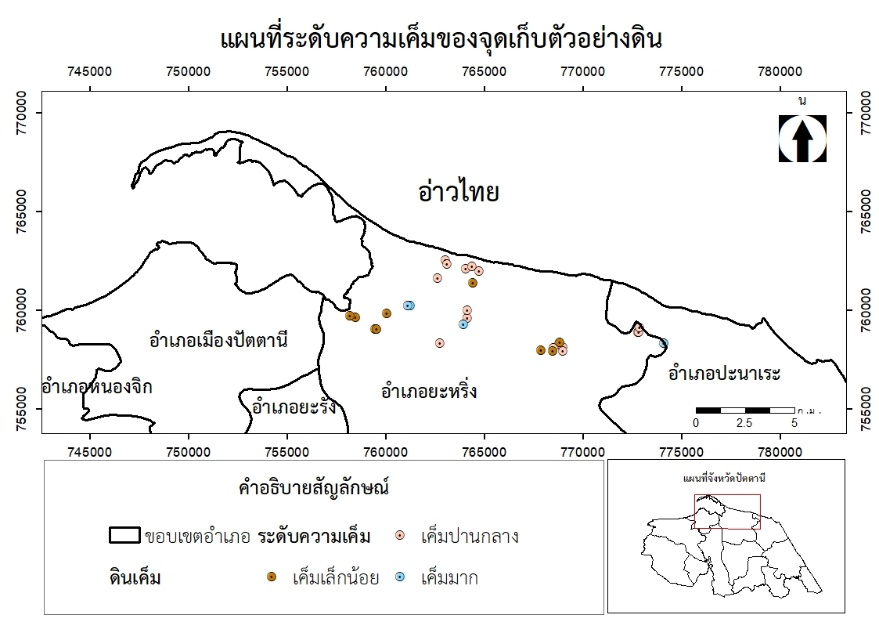 แผนที่ระดับความเค็มของจุดเก็บตัวอย่างดิน
745000 750000 755000 760000 765000 770000 775000 780000
770000 770000
น
อ่าวไทย
765000 765000
760000 760000
อำเภอเมืองปัตตานี
อำเภอหนองจิก อำเภอยะหริ่ง อำเภอปะนาเระ
อำเภอยะรัง
755000 755000
ก.ม.
0 2.5 5
745000 750000 755000 760000 765000 770000 775000 780000
คำอธิบายสัญลักษณ์
ขอบเขตอำเภอ ระดับความเค็ม เค็มปานกลาง
ดินเค็ม เค็มเล็กน้อย เค็มมาก
แผนที่จังหวัดปัตตานี